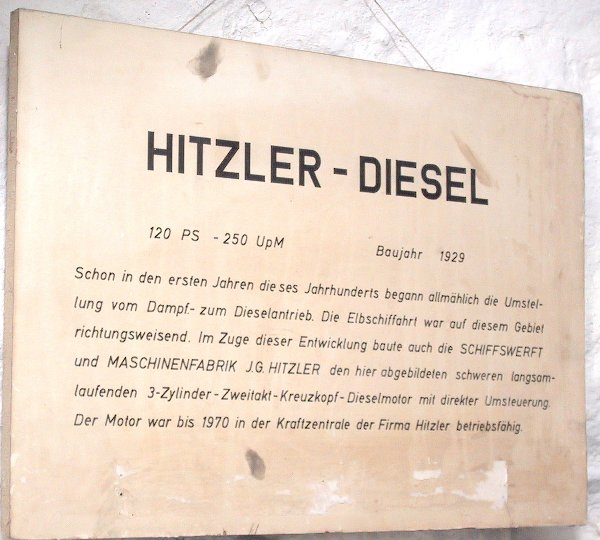 HITZLER - DIESEL
120 PS - 250 UpM Baujahr 1929
Schon in den ersten Jahren dieses Jahrhunderts begann allmählich die Umstel-
lung vom Dampf- zum Dieselantrieb. Die Elbschiffahrt war auf diesem Gebiet
richtungsweisend. Im Zuge dieser Entwicklung baute auch die SCHIFFSWERFT
und MASCHINENFABRIK J.G. HITZLER den hier abgebildeten schweren langsam-
laufenden 3-Zylinder-Zweitakt-Kreuzkopf-Dieselmotor mit direkter Umsteuerung.
Der Motor war bis 1970 in der Kraftzentrale der Firma Hitzler betriebsfähig.